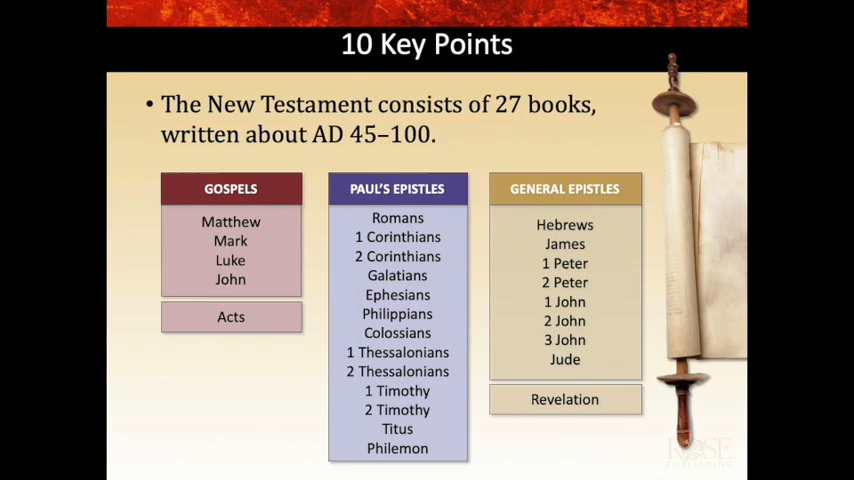 10 Key Points
• The New Testament consists of 27 books,
written about AD 45–100.
GOSPELS
Matthew
Mark
Luke
John
Acts
PAUL'S EPISTLES
Romans
1 Corinthians
2 Corinthians
Galatians
Ephesians
Philippians
Colossians
1 Thessalonians
2 Thessalonians
1 Timothy
2 Timothy
Titus
Philemon
GENERAL EPISTLES
Hebrews
James
1 Peter
2 Peter
1 John
2 John
3 John
Jude
Revelation
ROSE
PUBLISHING